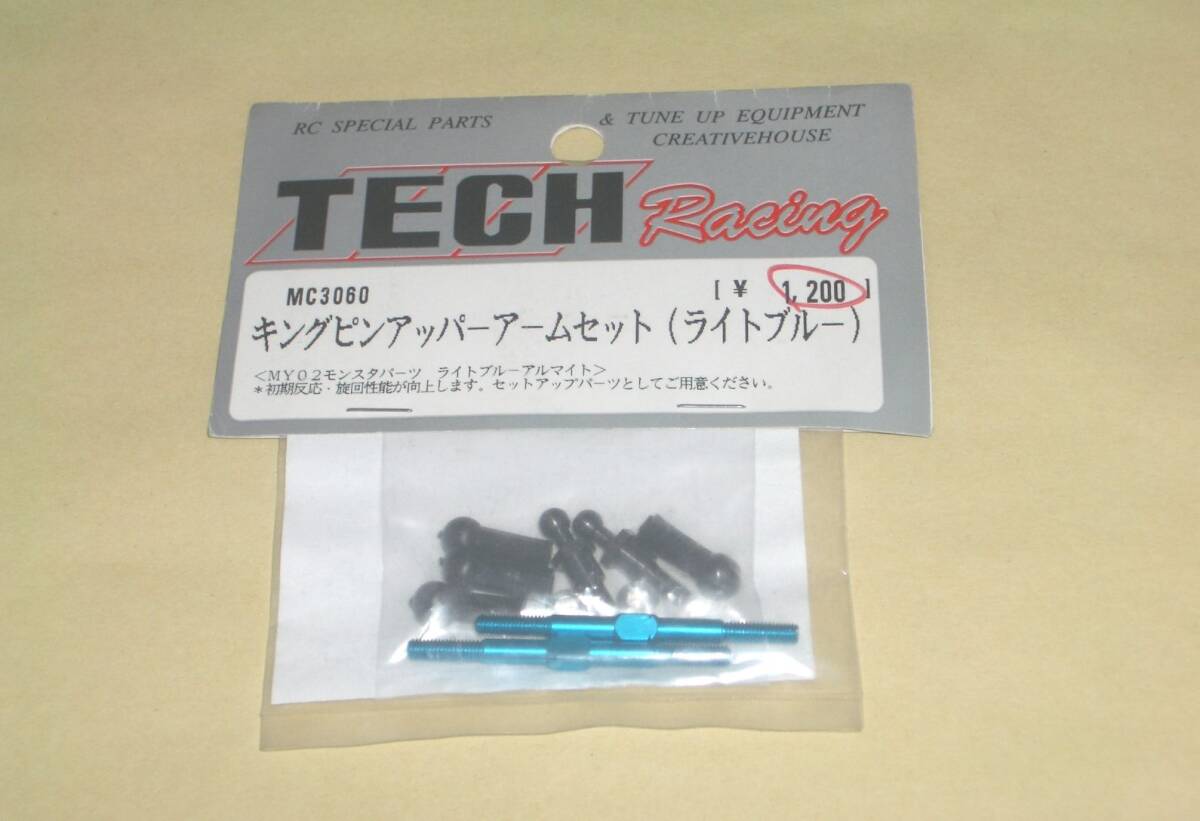 RC SPECIAL PARTS & TUNE UP EQUIPMENT
CREATIVEHOUSE
TECH Racing
MC3060 [ ¥ 1,200 ]
キングピンアッパーアームセット（ライトブルー）
＜MY02モンスタパーツ ライトブルーアルマイト＞
＊初期反応・旋回性能が向上します。セットアップパーツとしてご用意ください。